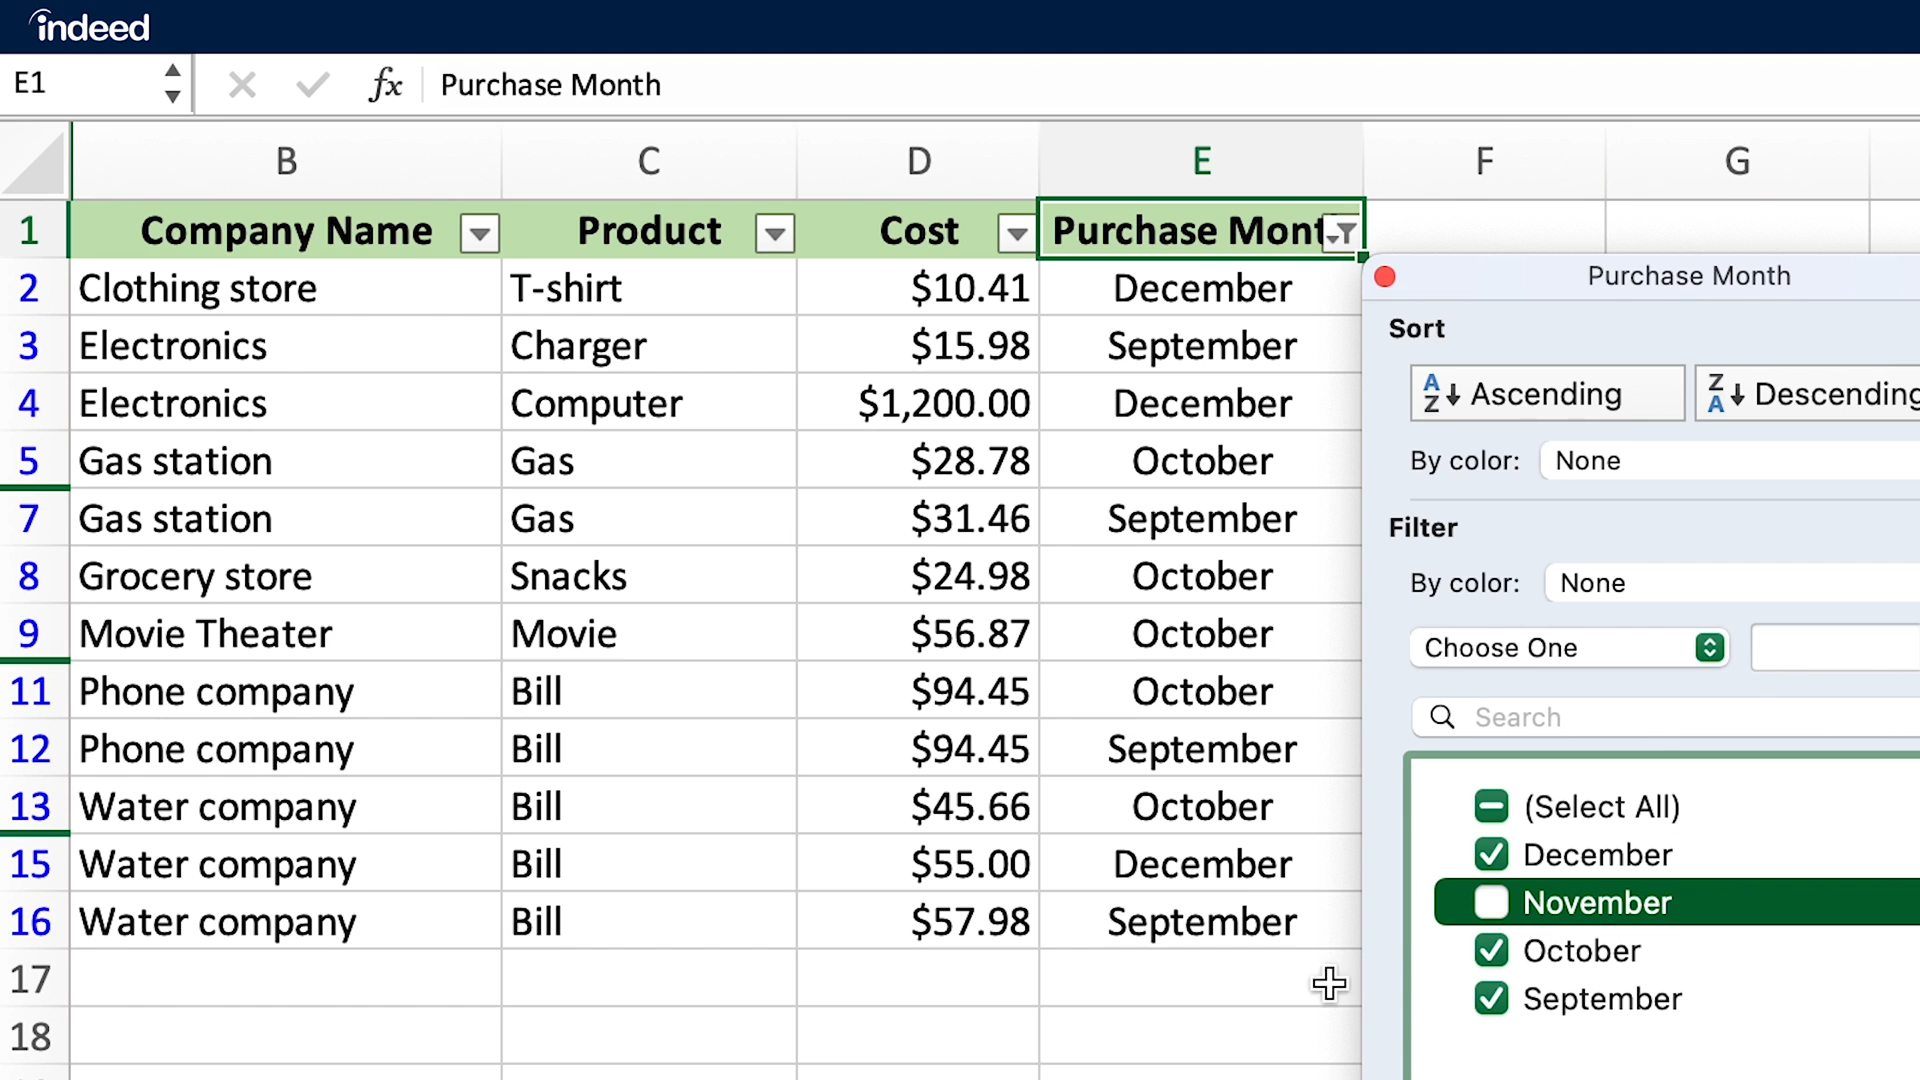 indeed
E1 fx Purchase Month
B C D E F G
1 Company Name Product Cost Purchase Mont
2 Clothing store T-shirt $10.41 December
3 Electronics Charger $15.98 September
4 Electronics Computer $1,200.00 December
5 Gas station Gas $28.78 October
7 Gas station Gas $31.46 September
8 Grocery store Snacks $24.98 October
9 Movie Theater Movie $56.87 October
11 Phone company Bill $94.45 October
12 Phone company Bill $94.45 September
13 Water company Bill $45.66 October
15 Water company Bill $55.00 December
16 Water company Bill $57.98 September
17
18
Purchase Month
Sort
A Z Ascending Z A Descending
By color: None
Filter
By color: None
Choose One
Search
(Select All)
December
November
October
September